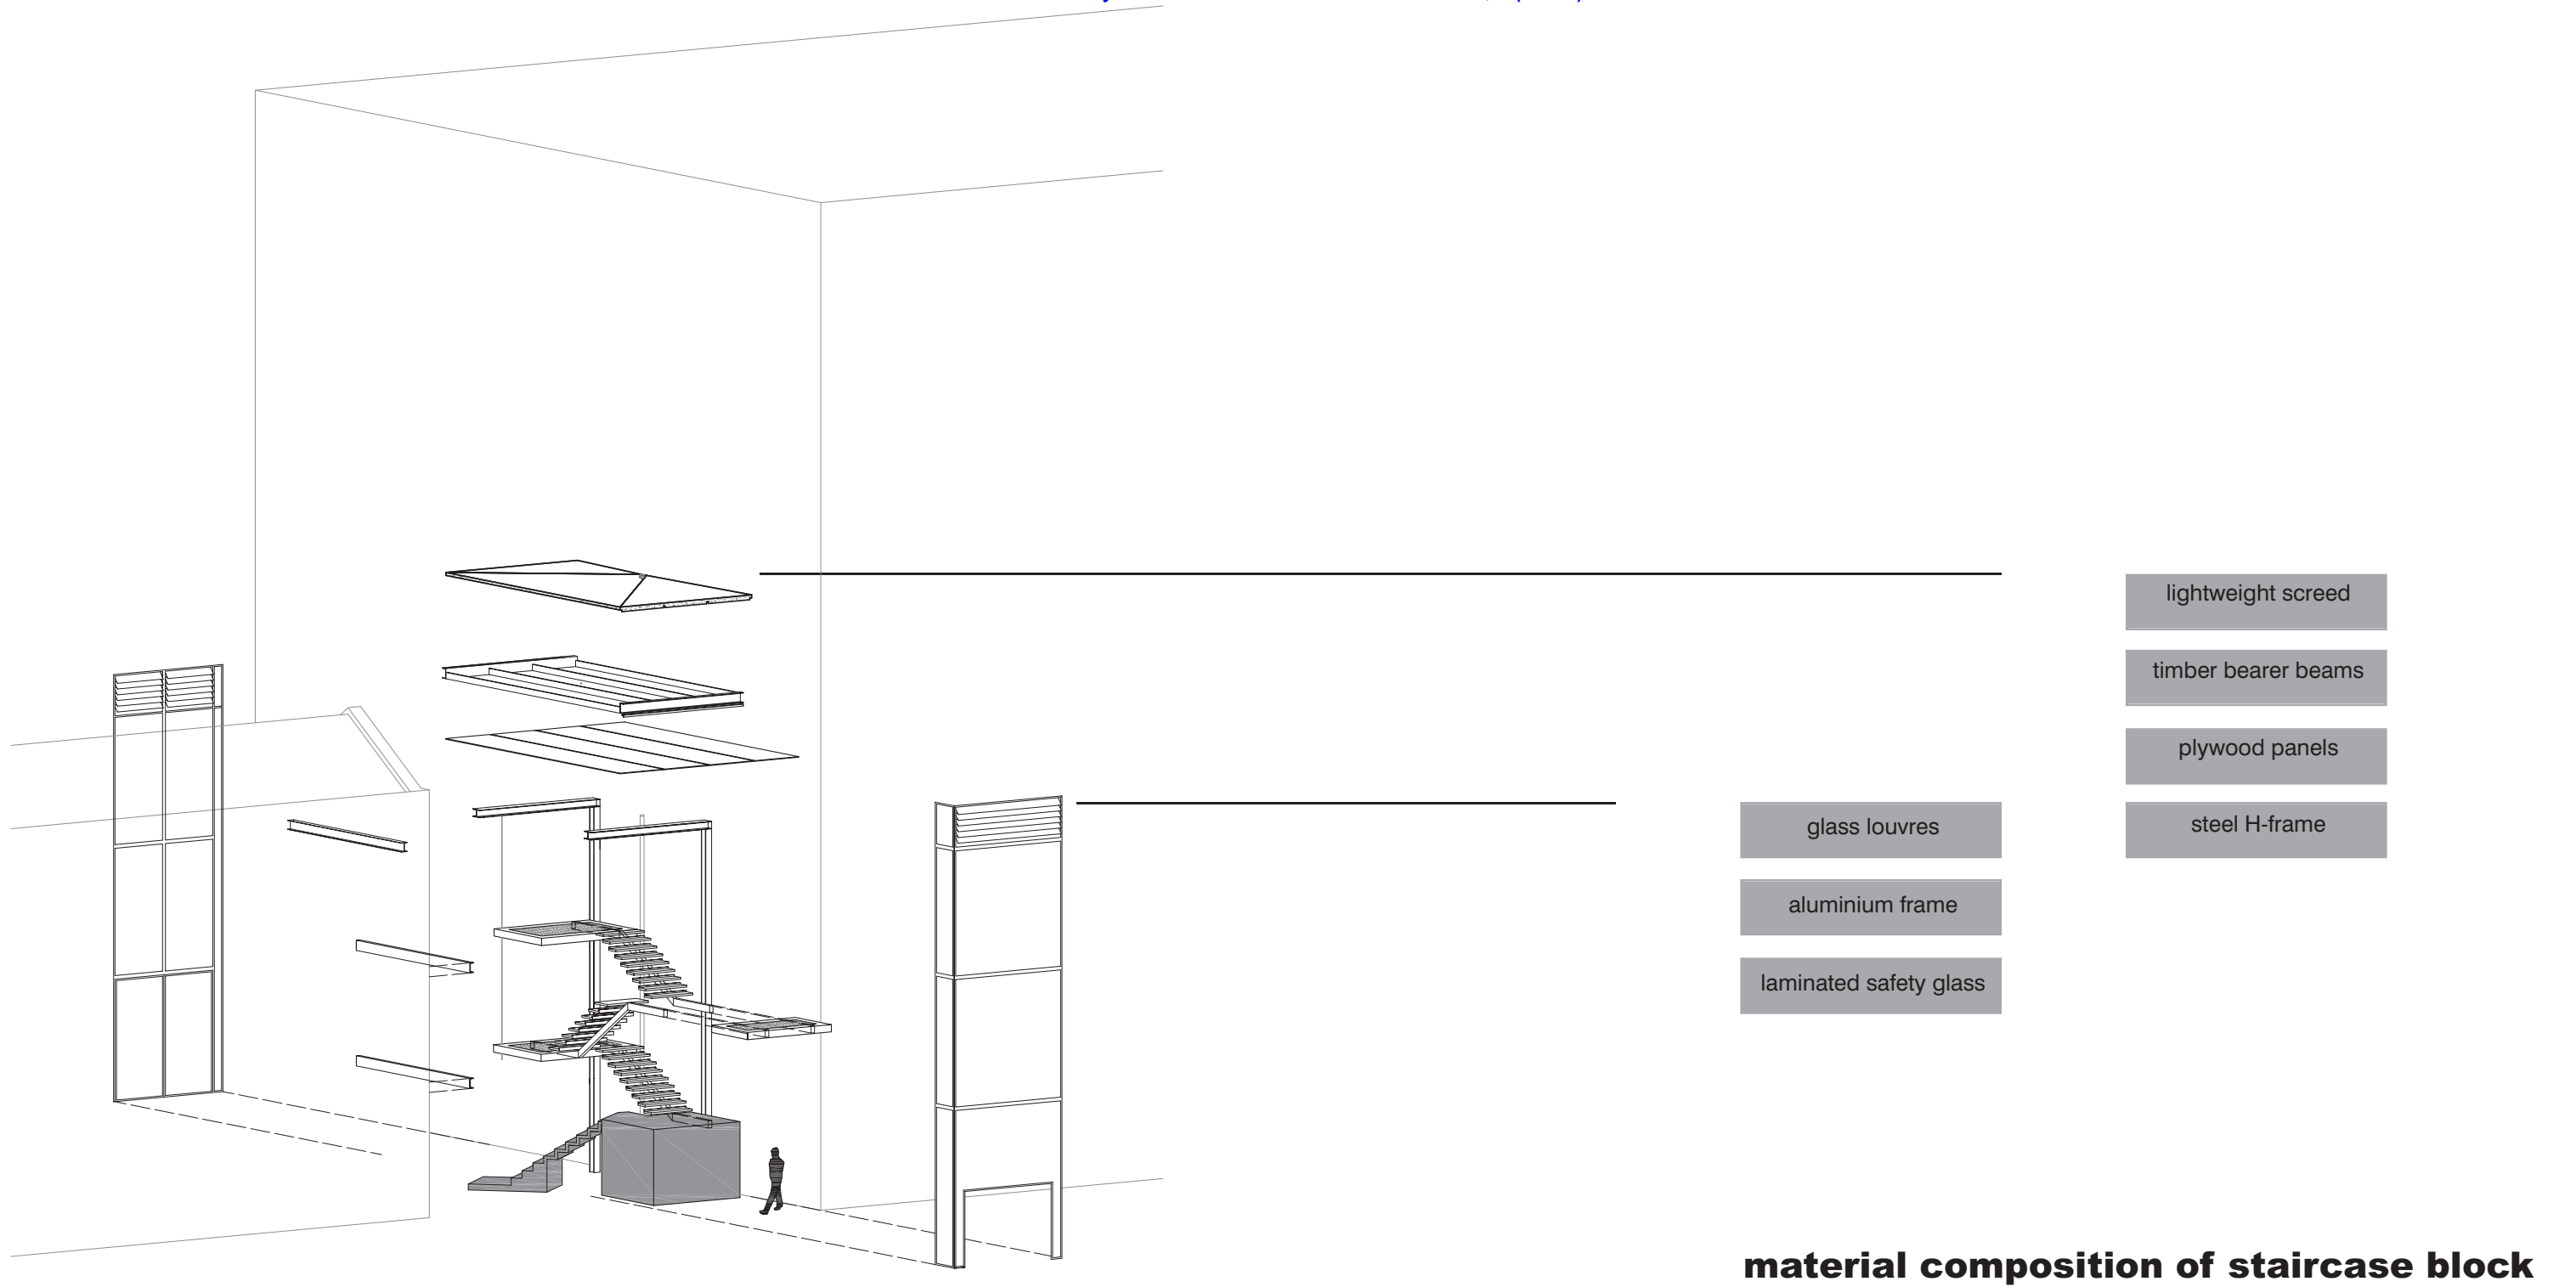 lightweight screed
timber bearer beams
plywood panels
glass louvres
steel H-frame
aluminium frame
laminated safety glass
material composition of staircase block